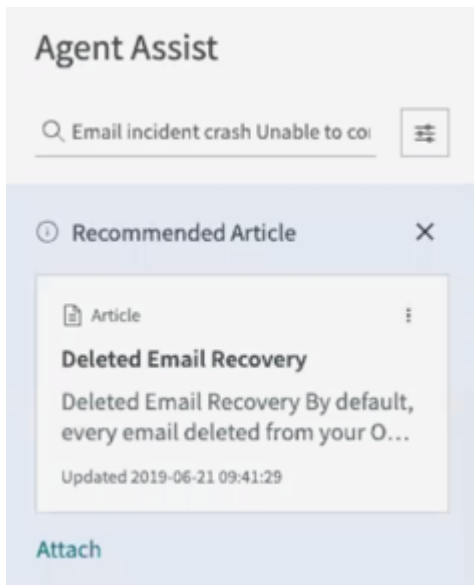 Agent Assist
Email incident crash Unable to co
Recommended Article
Article
Deleted Email Recovery
Deleted Email Recovery By default,
every email deleted from your O...
Updated 2019-06-21 09:41:29
Attach